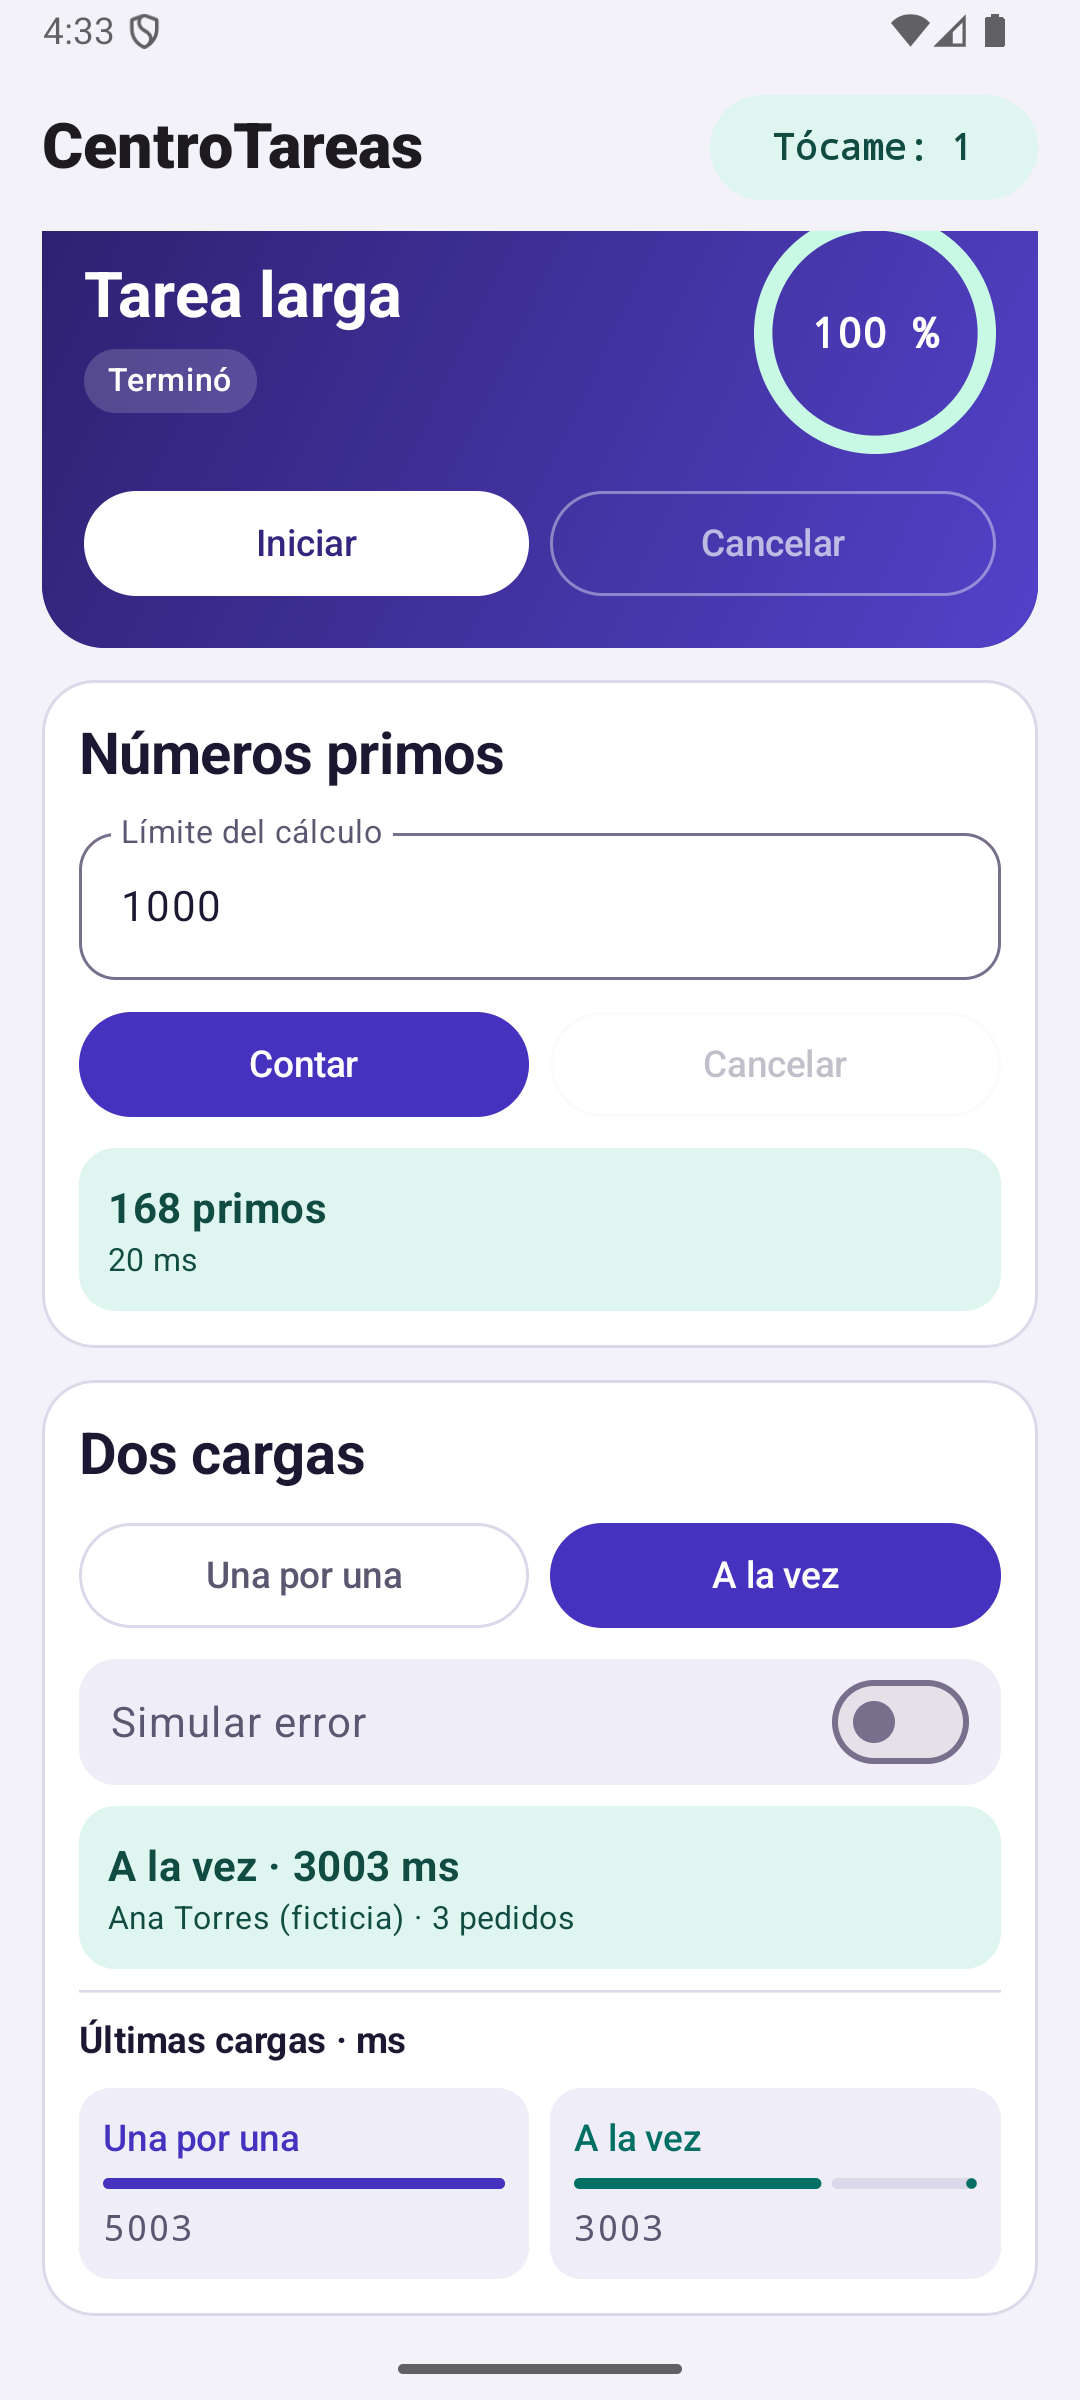 4:33
CentroTareas
Tócame: 1
Tarea larga
100 %
Terminó
Iniciar
Cancelar
Números primos
Límite del cálculo
1000
Contar
Cancelar
168 primos
20 ms
Dos cargas
Una por una
A la vez
Simular error
A la vez · 3003 ms
Ana Torres (ficticia) · 3 pedidos
Últimas cargas · ms
Una por una
A la vez
5003
3003